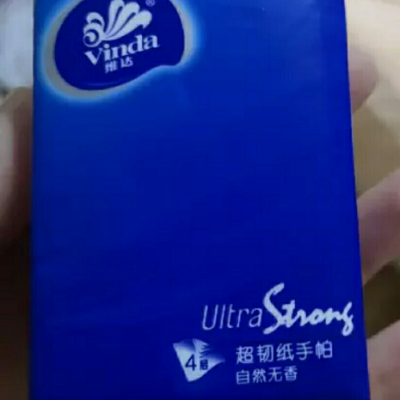 Vinda
维达
Ultra Strong
4层
超韧纸手帕
自然无香